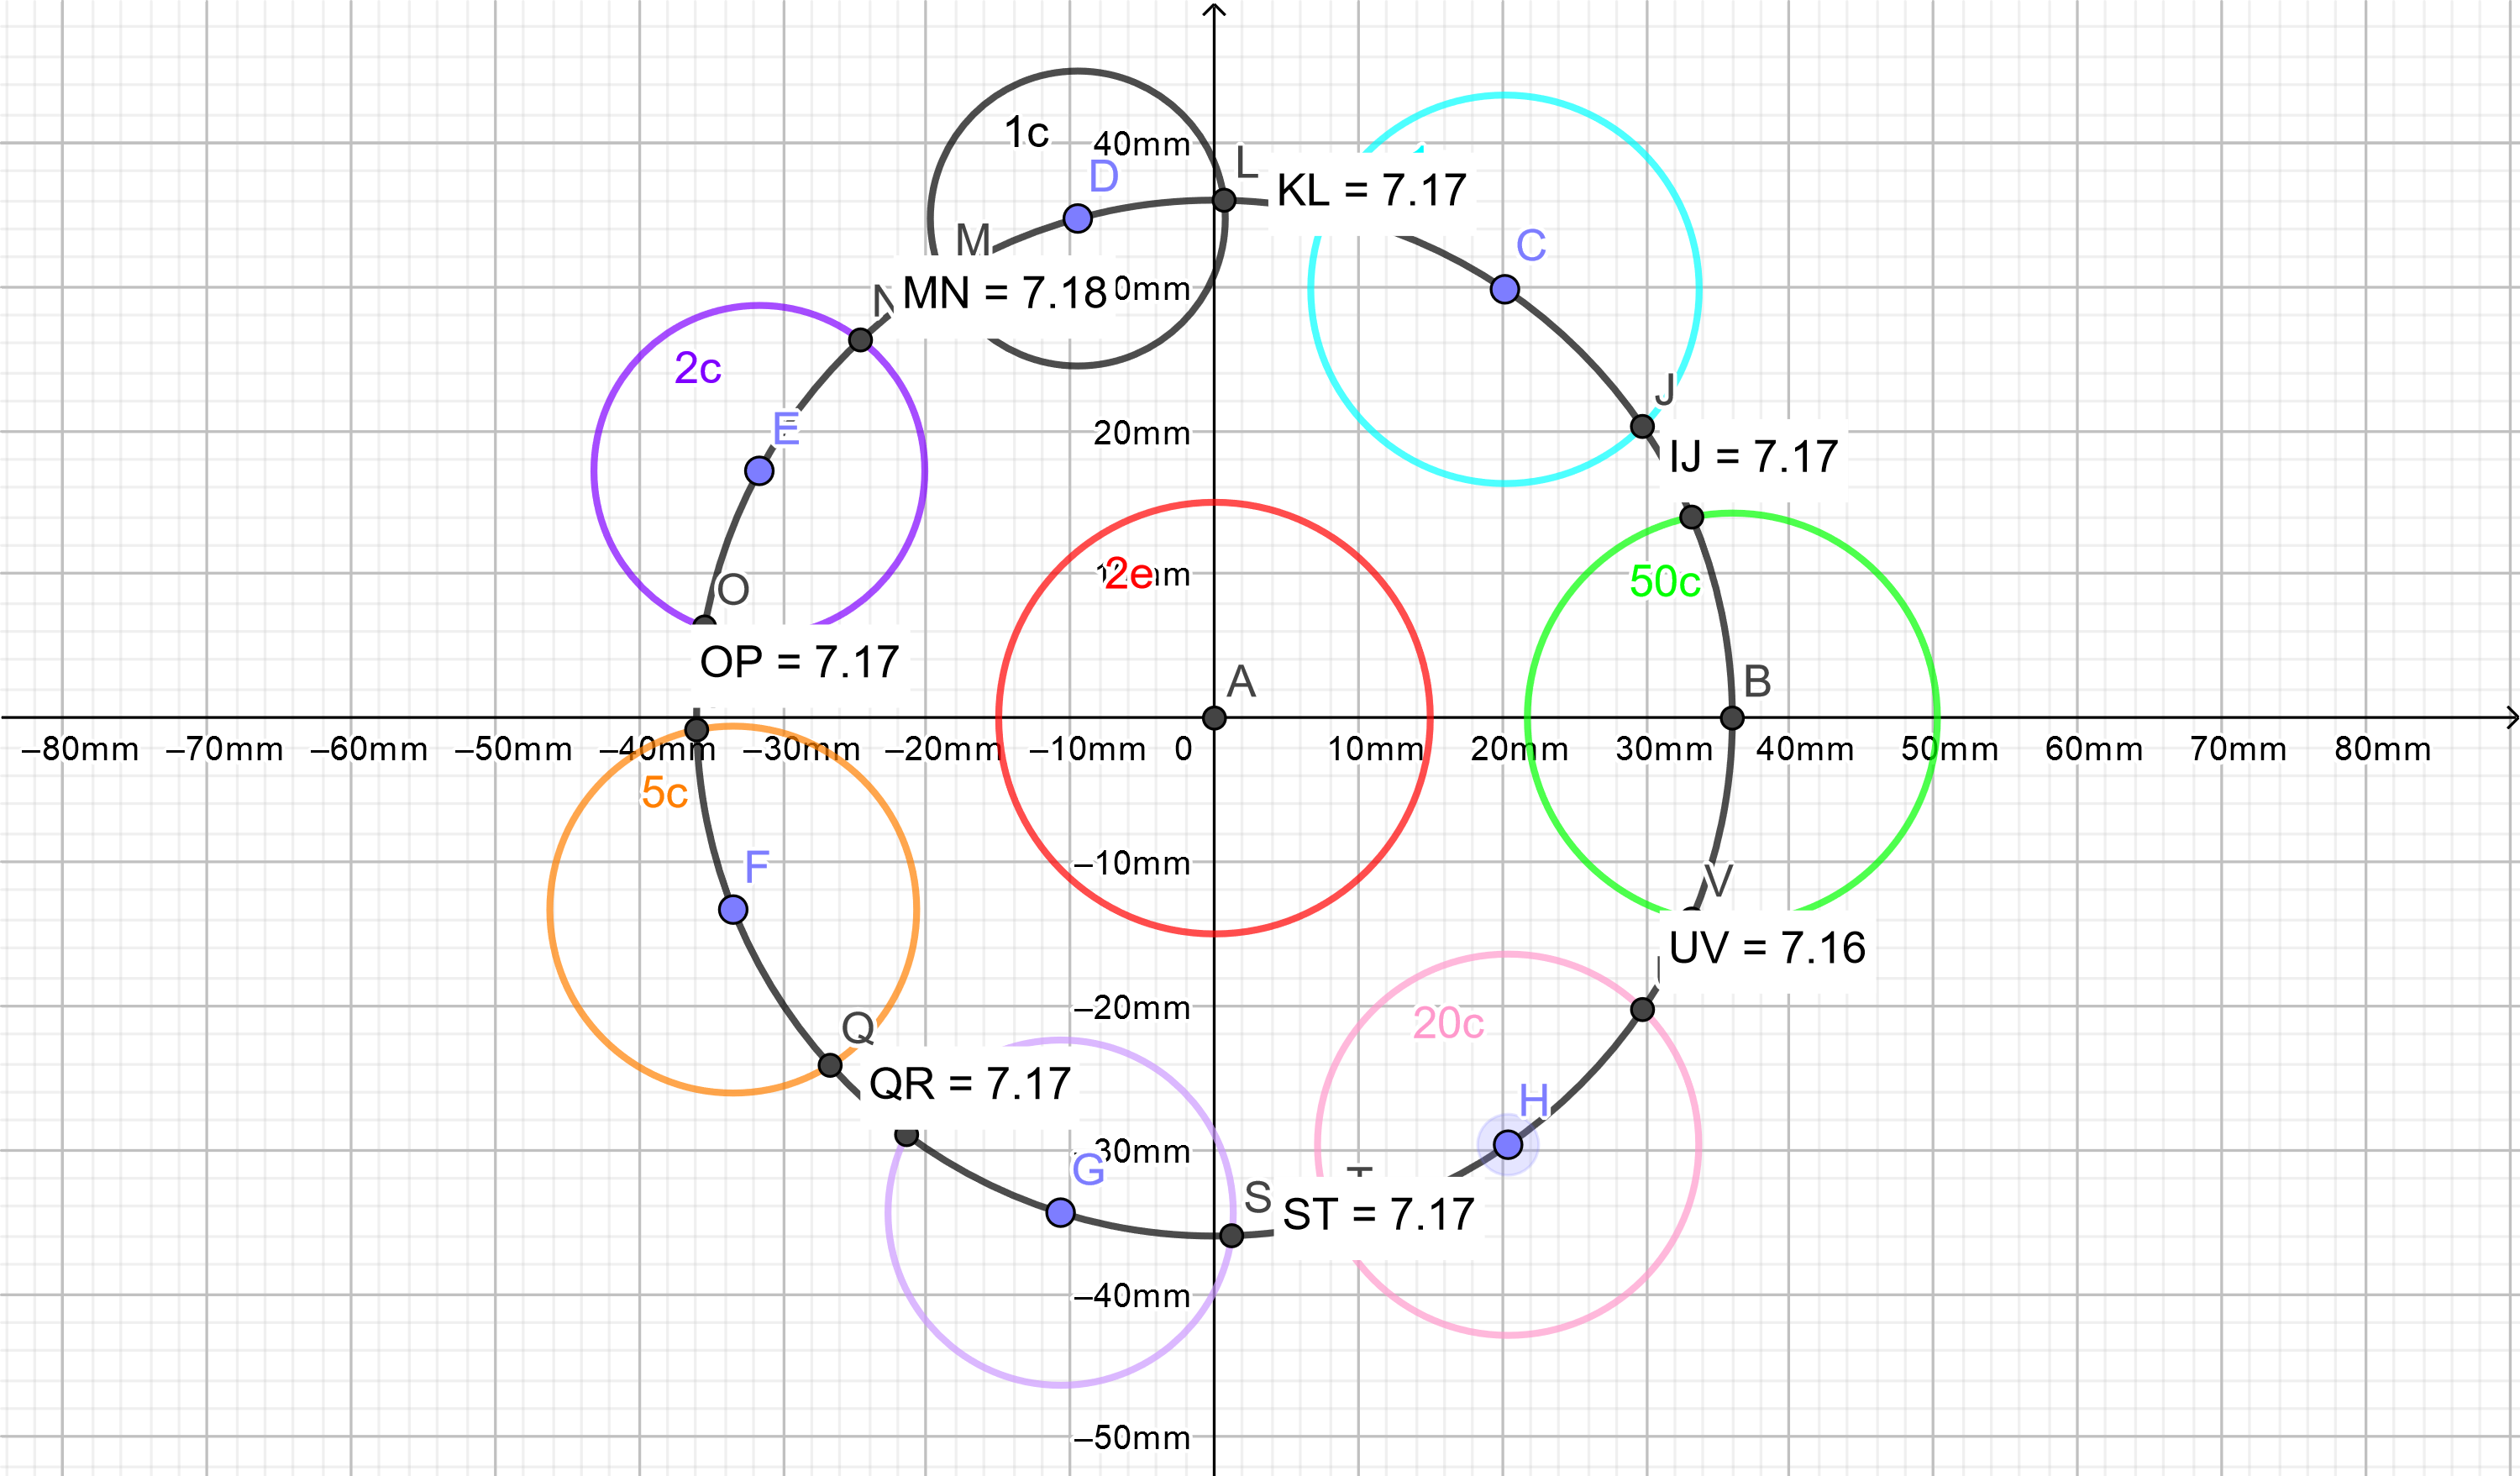 1c
40mm
D
L
KL = 7.17
M
C
MN = 7.18
N
2c
J
E
20mm
IJ = 7.17
2e
50c
O
OP = 7.17
A
B
–80mm –70mm –60mm –50mm –40mm –30mm –20mm –10mm 0 10mm 20mm 30mm 40mm 50mm 60mm 70mm 80mm
5c
F
–10mm
V
UV = 7.16
–20mm
20c
Q
QR = 7.17
H
G
S
ST = 7.17
–40mm
–50mm